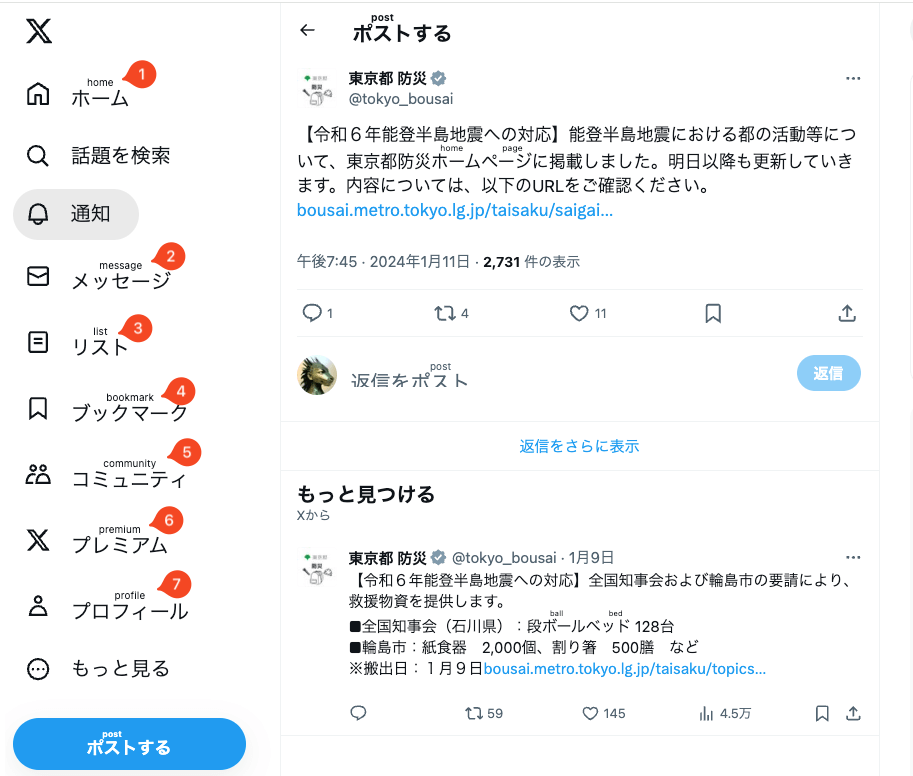 home
ホーム
1
話題を検索
通知
message
メッセージ
2
list
リスト
3
bookmark
ブックマーク
4
community
コミュニティ
5
premium
プレミアム
6
profile
プロフィール
7
もっと見る
post
ポストする
post
ポストする
東京都 防災
@tokyo_bousai
【令和６年能登半島地震への対応】能登半島地震における都の活動等につ
home page
いて、東京都防災ホームページに掲載しました。明日以降も更新していき
ます。内容については、以下のURLをご確認ください。
bousai.metro.tokyo.lg.jp/taisaku/saigai...
午後7:45 · 2024年1月11日 · 2,731 件の表示
1 4 11
post
返信をポスト
返信
返信をさらに表示
もっと見つける
Xから
東京都 防災 @tokyo_bousai · 1月9日
【令和６年能登半島地震への対応】全国知事会および輪島市の要請により、
救援物資を提供します。
ball bed
■全国知事会（石川県）：段ボールベッド 128台
■輪島市：紙食器　2,000個、割り箸　500膳　など
※搬出日：１月９日bousai.metro.tokyo.lg.jp/taisaku/topics...
59 145 4.5万